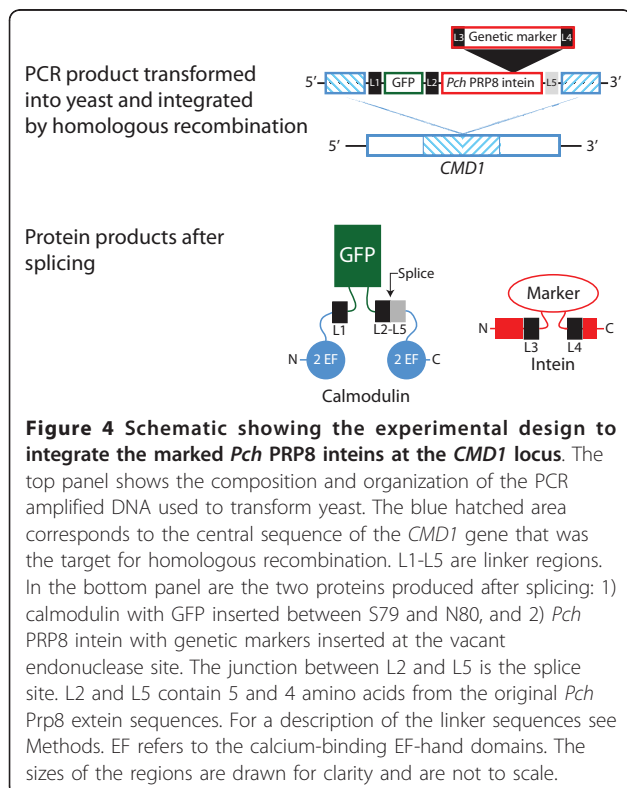 PCR product transformed
into yeast and integrated
by homologous recombination
L3 Genetic marker L4
5' L1 GFP L2 Pch PRP8 intein L5 3'
5' 3'
CMD1
Protein products after
splicing
GFP
Splice
L1 L2-L5
N 2 EF 2 EF C
Calmodulin
Marker
N C
L3 L4
Intein
Figure 4 Schematic showing the experimental design to
integrate the marked Pch PRP8 inteins at the CMD1 locus. The
top panel shows the composition and organization of the PCR
amplified DNA used to transform yeast. The blue hatched area
corresponds to the central sequence of the CMD1 gene that was
the target for homologous recombination. L1-L5 are linker regions.
In the bottom panel are the two proteins produced after splicing: 1)
calmodulin with GFP inserted between S79 and N80, and 2) Pch
PRP8 intein with genetic markers inserted at the vacant
endonuclease site. The junction between L2 and L5 is the splice
site. L2 and L5 contain 5 and 4 amino acids from the original Pch
Prp8 extein sequences. For a description of the linker sequences see
Methods. EF refers to the calcium-binding EF-hand domains. The
sizes of the regions are drawn for clarity and are not to scale.